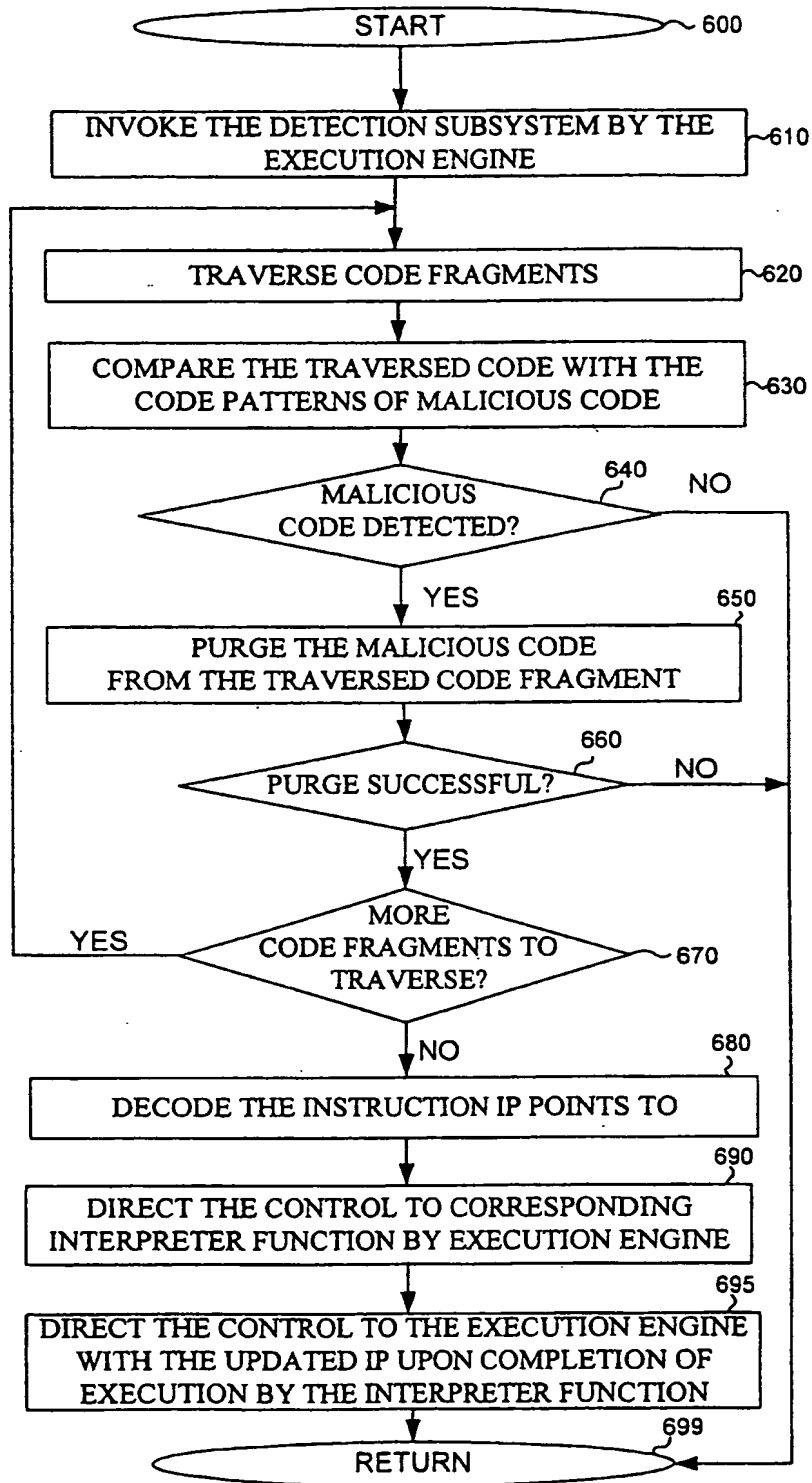 START
600
INVOKE THE DETECTION SUBSYSTEM BY THE
EXECUTION ENGINE
610
TRAVERSE CODE FRAGMENTS
620
COMPARE THE TRAVERSED CODE WITH THE
CODE PATTERNS OF MALICIOUS CODE
630
640
NO
MALICIOUS
CODE DETECTED?
YES
650
PURGE THE MALICIOUS CODE
FROM THE TRAVERSED CODE FRAGMENT
660
PURGE SUCCESSFUL?
NO
YES
MORE
YES
CODE FRAGMENTS TO
TRAVERSE?
670
NO
680
DECODE THE INSTRUCTION IP POINTS TO
690
DIRECT THE CONTROL TO CORRESPONDING
INTERPRETER FUNCTION BY EXECUTION ENGINE
695
DIRECT THE CONTROL TO THE EXECUTION ENGINE
WITH THE UPDATED IP UPON COMPLETION OF
EXECUTION BY THE INTERPRETER FUNCTION
699
RETURN